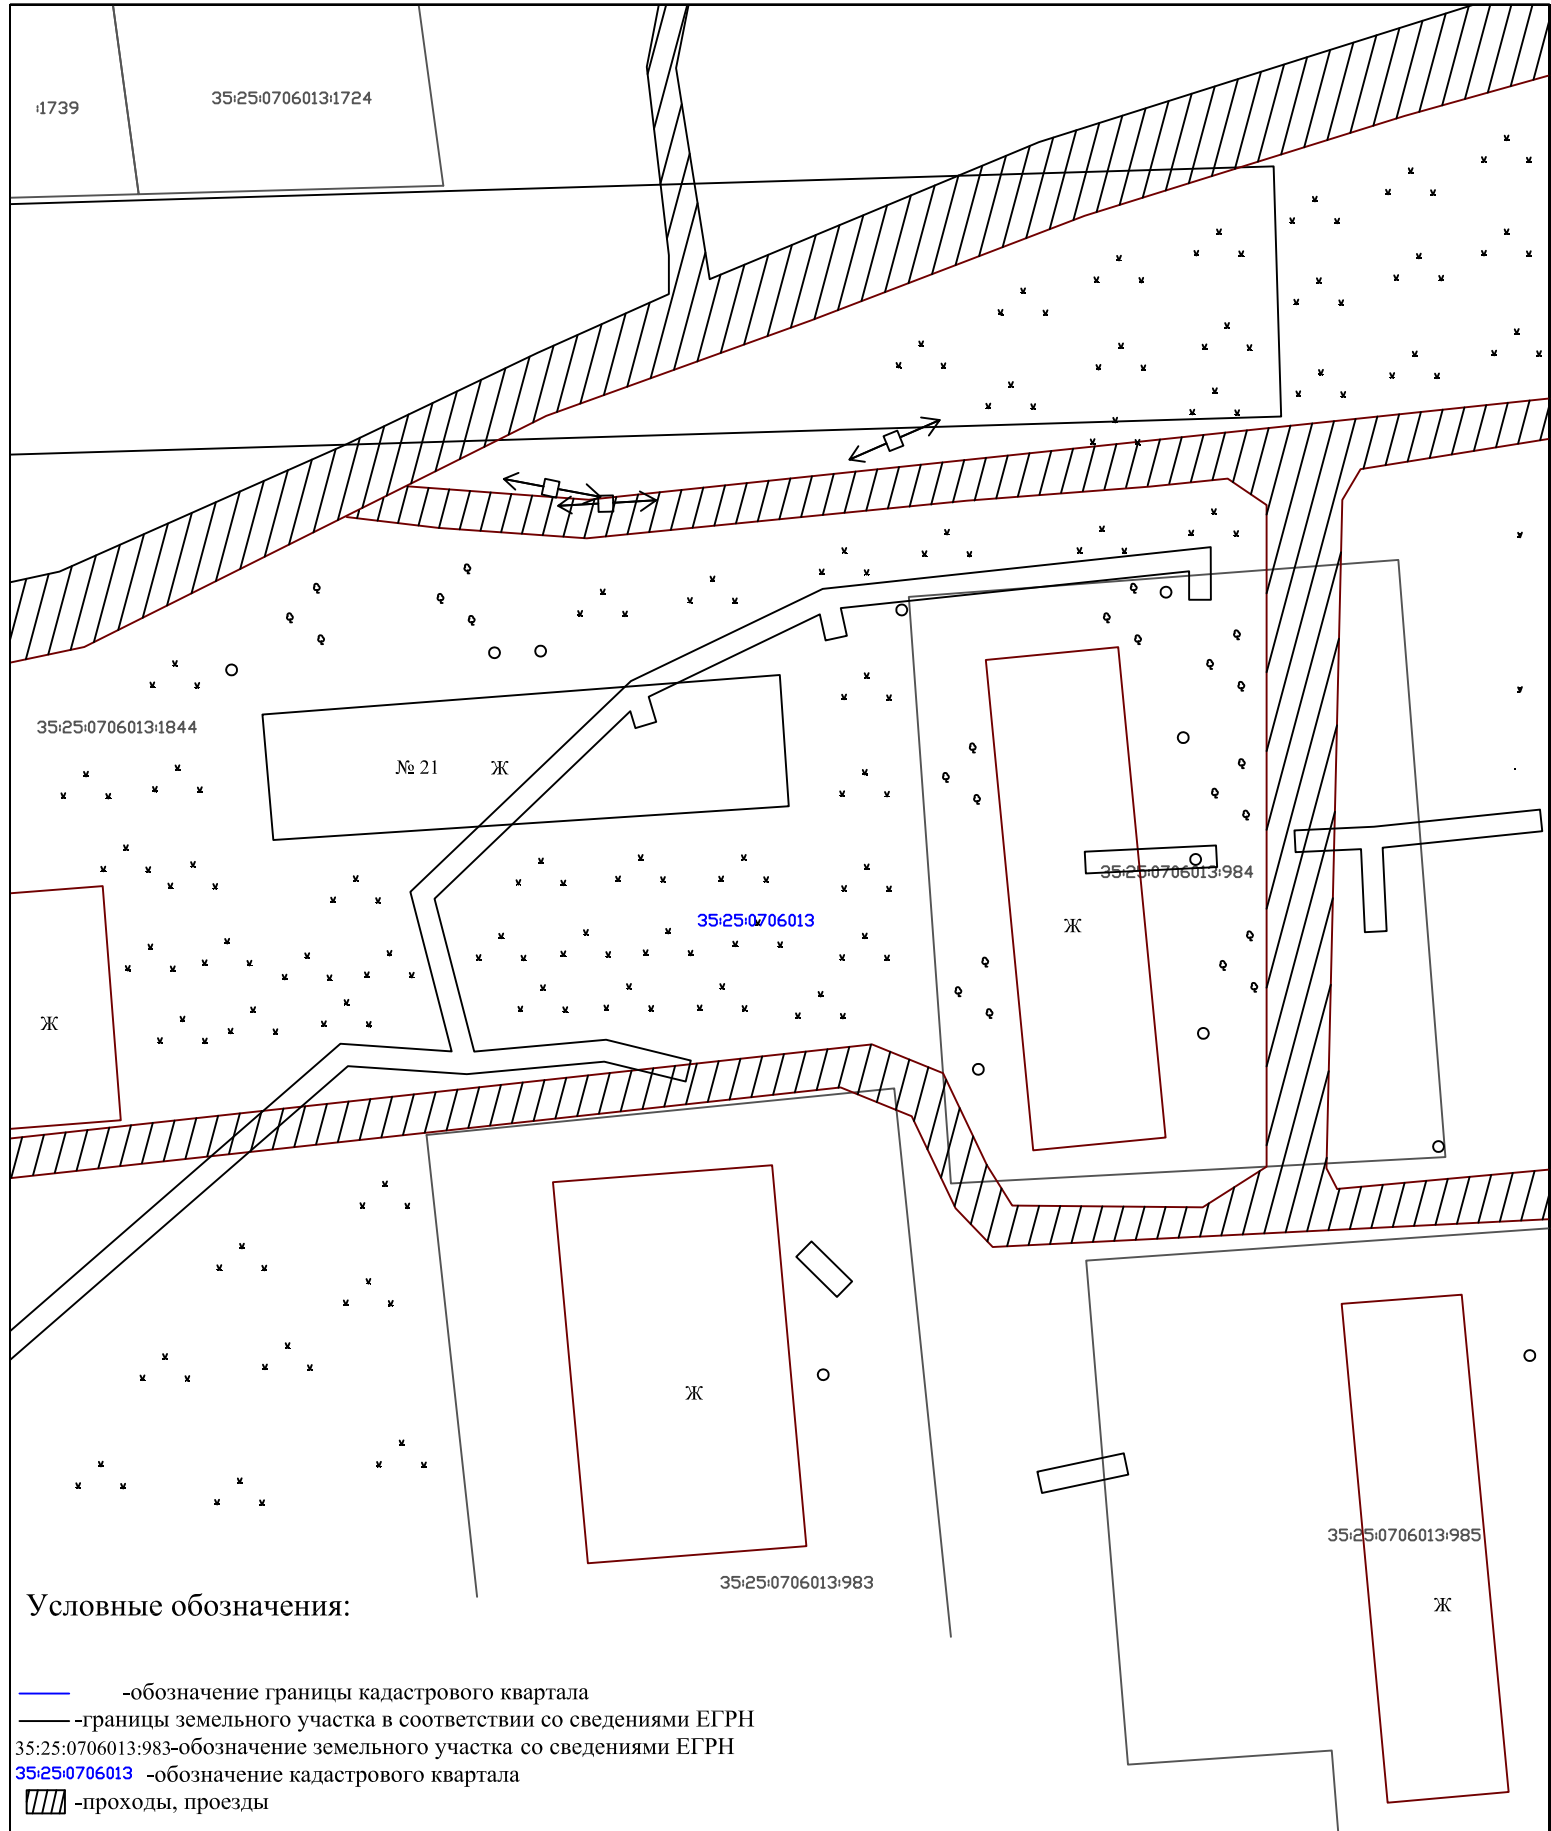 :1739
35:25:0706013:1724
35:25:0706013:1844
№ 21 Ж
35:25:0706013:984
35:25:0706013
Ж
Ж
Ж
35:25:0706013:985
35:25:0706013:983
Ж
Условные обозначения:
-обозначение границы кадастрового квартала
-границы земельного участка в соответствии со сведениями ЕГРН
35:25:0706013:983-обозначение земельного участка со сведениями ЕГРН
35:25:0706013 -обозначение кадастрового квартала
-проходы, проезды